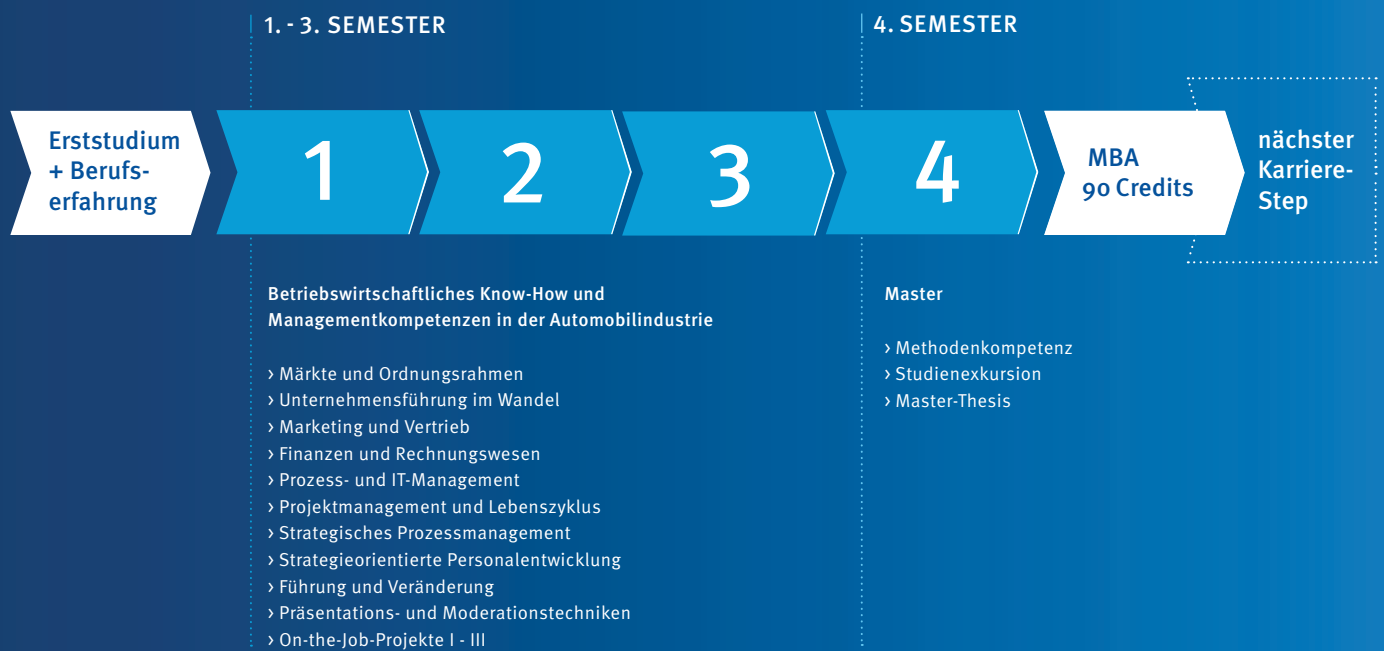 1. - 3. SEMESTER
4. SEMESTER
Erststudium
+ Berufs-
erfahrung
1
2
3
4
MBA
90 Credits
nächster
Karriere-
Step
Betriebswirtschaftliches Know-How und
Managementkompetenzen in der Automobilindustrie
> Märkte und Ordnungsrahmen
> Unternehmensführung im Wandel
> Marketing und Vertrieb
> Finanzen und Rechnungswesen
> Prozess- und IT-Management
> Projektmanagement und Lebenszyklus
> Strategisches Prozessmanagement
> Strategieorientierte Personalentwicklung
> Führung und Veränderung
> Präsentations- und Moderationstechniken
> On-the-Job-Projekte I - III
Master
> Methodenkompetenz
> Studienexkursion
> Master-Thesis